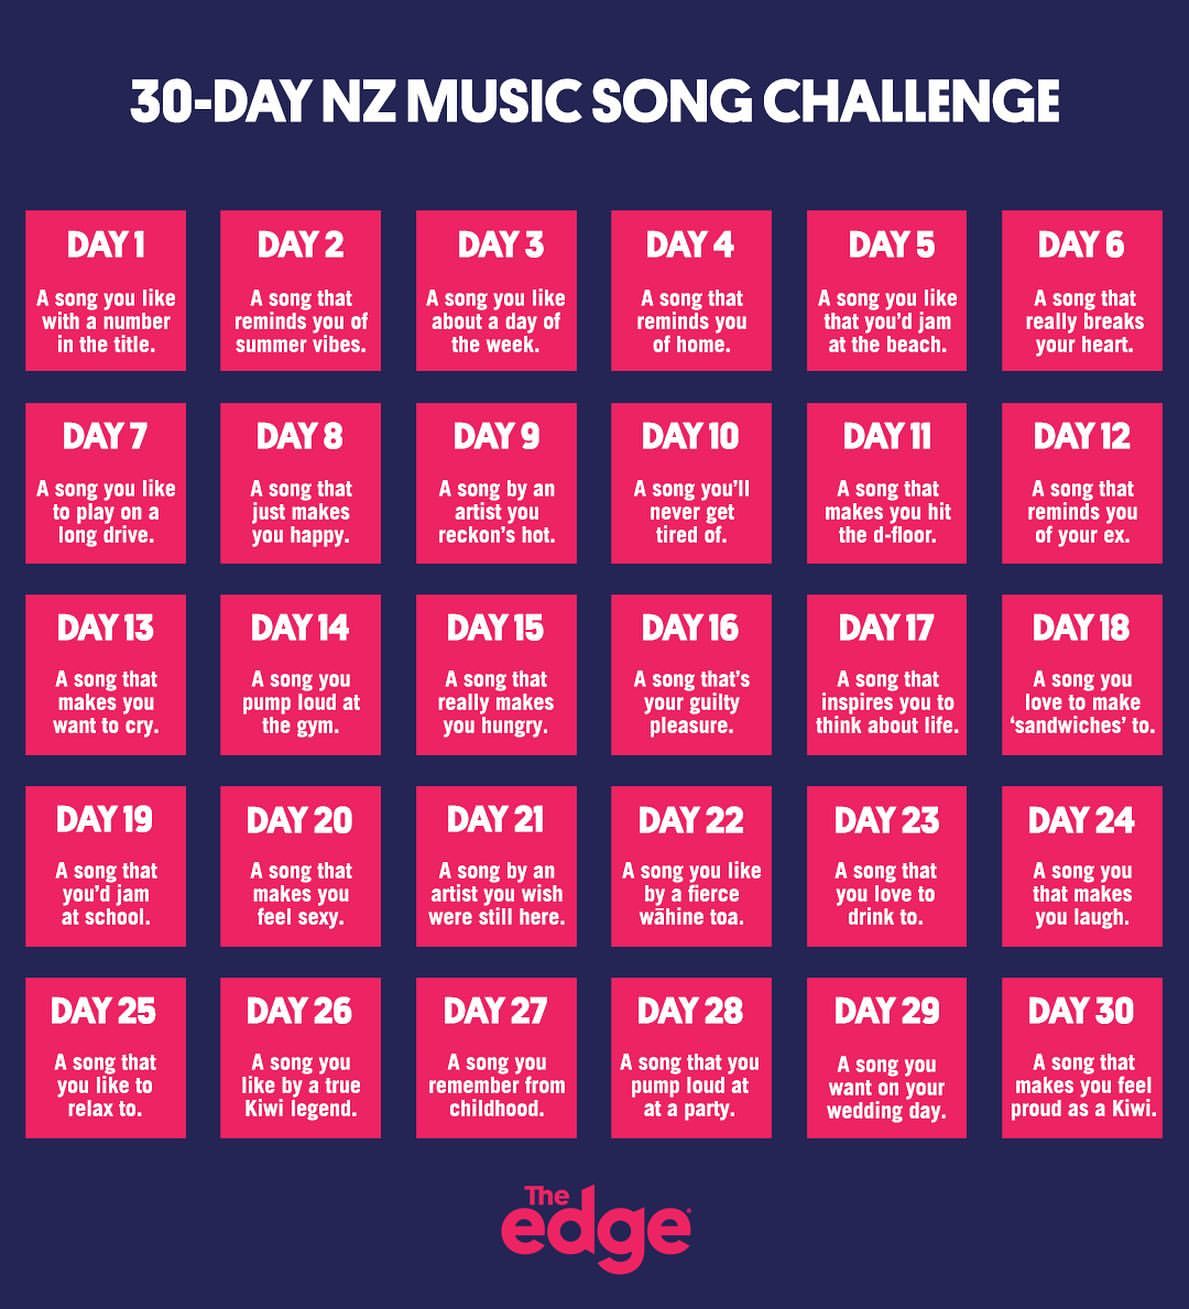 30-DAY NZ MUSIC SONG CHALLENGE
DAY 1
A song you like
with a number
in the title.
DAY 2
A song that
reminds you of
summer vibes.
DAY 3
A song you like
about a day of
the week.
DAY 4
A song that
reminds you
of home.
DAY 5
A song you like
that you'd jam
at the beach.
DAY 6
A song that
really breaks
your heart.
DAY 7
A song you like
to play on a
long drive.
DAY 8
A song that
just makes
you happy.
DAY 9
A song by an
artist you
reckon's hot.
DAY 10
A song you'll
never get
tired of.
DAY 11
A song that
makes you hit
the d-floor.
DAY 12
A song that
reminds you
of your ex.
DAY 13
A song that
makes you
want to cry.
DAY 14
A song you
pump loud at
the gym.
DAY 15
A song that
really makes
you hungry.
DAY 16
A song that's
your guilty
pleasure.
DAY 17
A song that
inspires you to
think about life.
DAY 18
A song you
love to make
‘sandwiches’ to.
DAY 19
A song that
you'd jam
at school.
DAY 20
A song that
makes you
feel sexy.
DAY 21
A song by an
artist you wish
were still here.
DAY 22
A song you like
by a fierce
wāhine toa.
DAY 23
A song that
you love to
drink to.
DAY 24
A song you
that makes
you laugh.
DAY 25
A song that
you like to
relax to.
DAY 26
A song you
like by a true
Kiwi legend.
DAY 27
A song you
remember from
childhood.
DAY 28
A song that you
pump loud at
at a party.
DAY 29
A song you
want on your
wedding day.
DAY 30
A song that
makes you feel
proud as a Kiwi.
The
edge